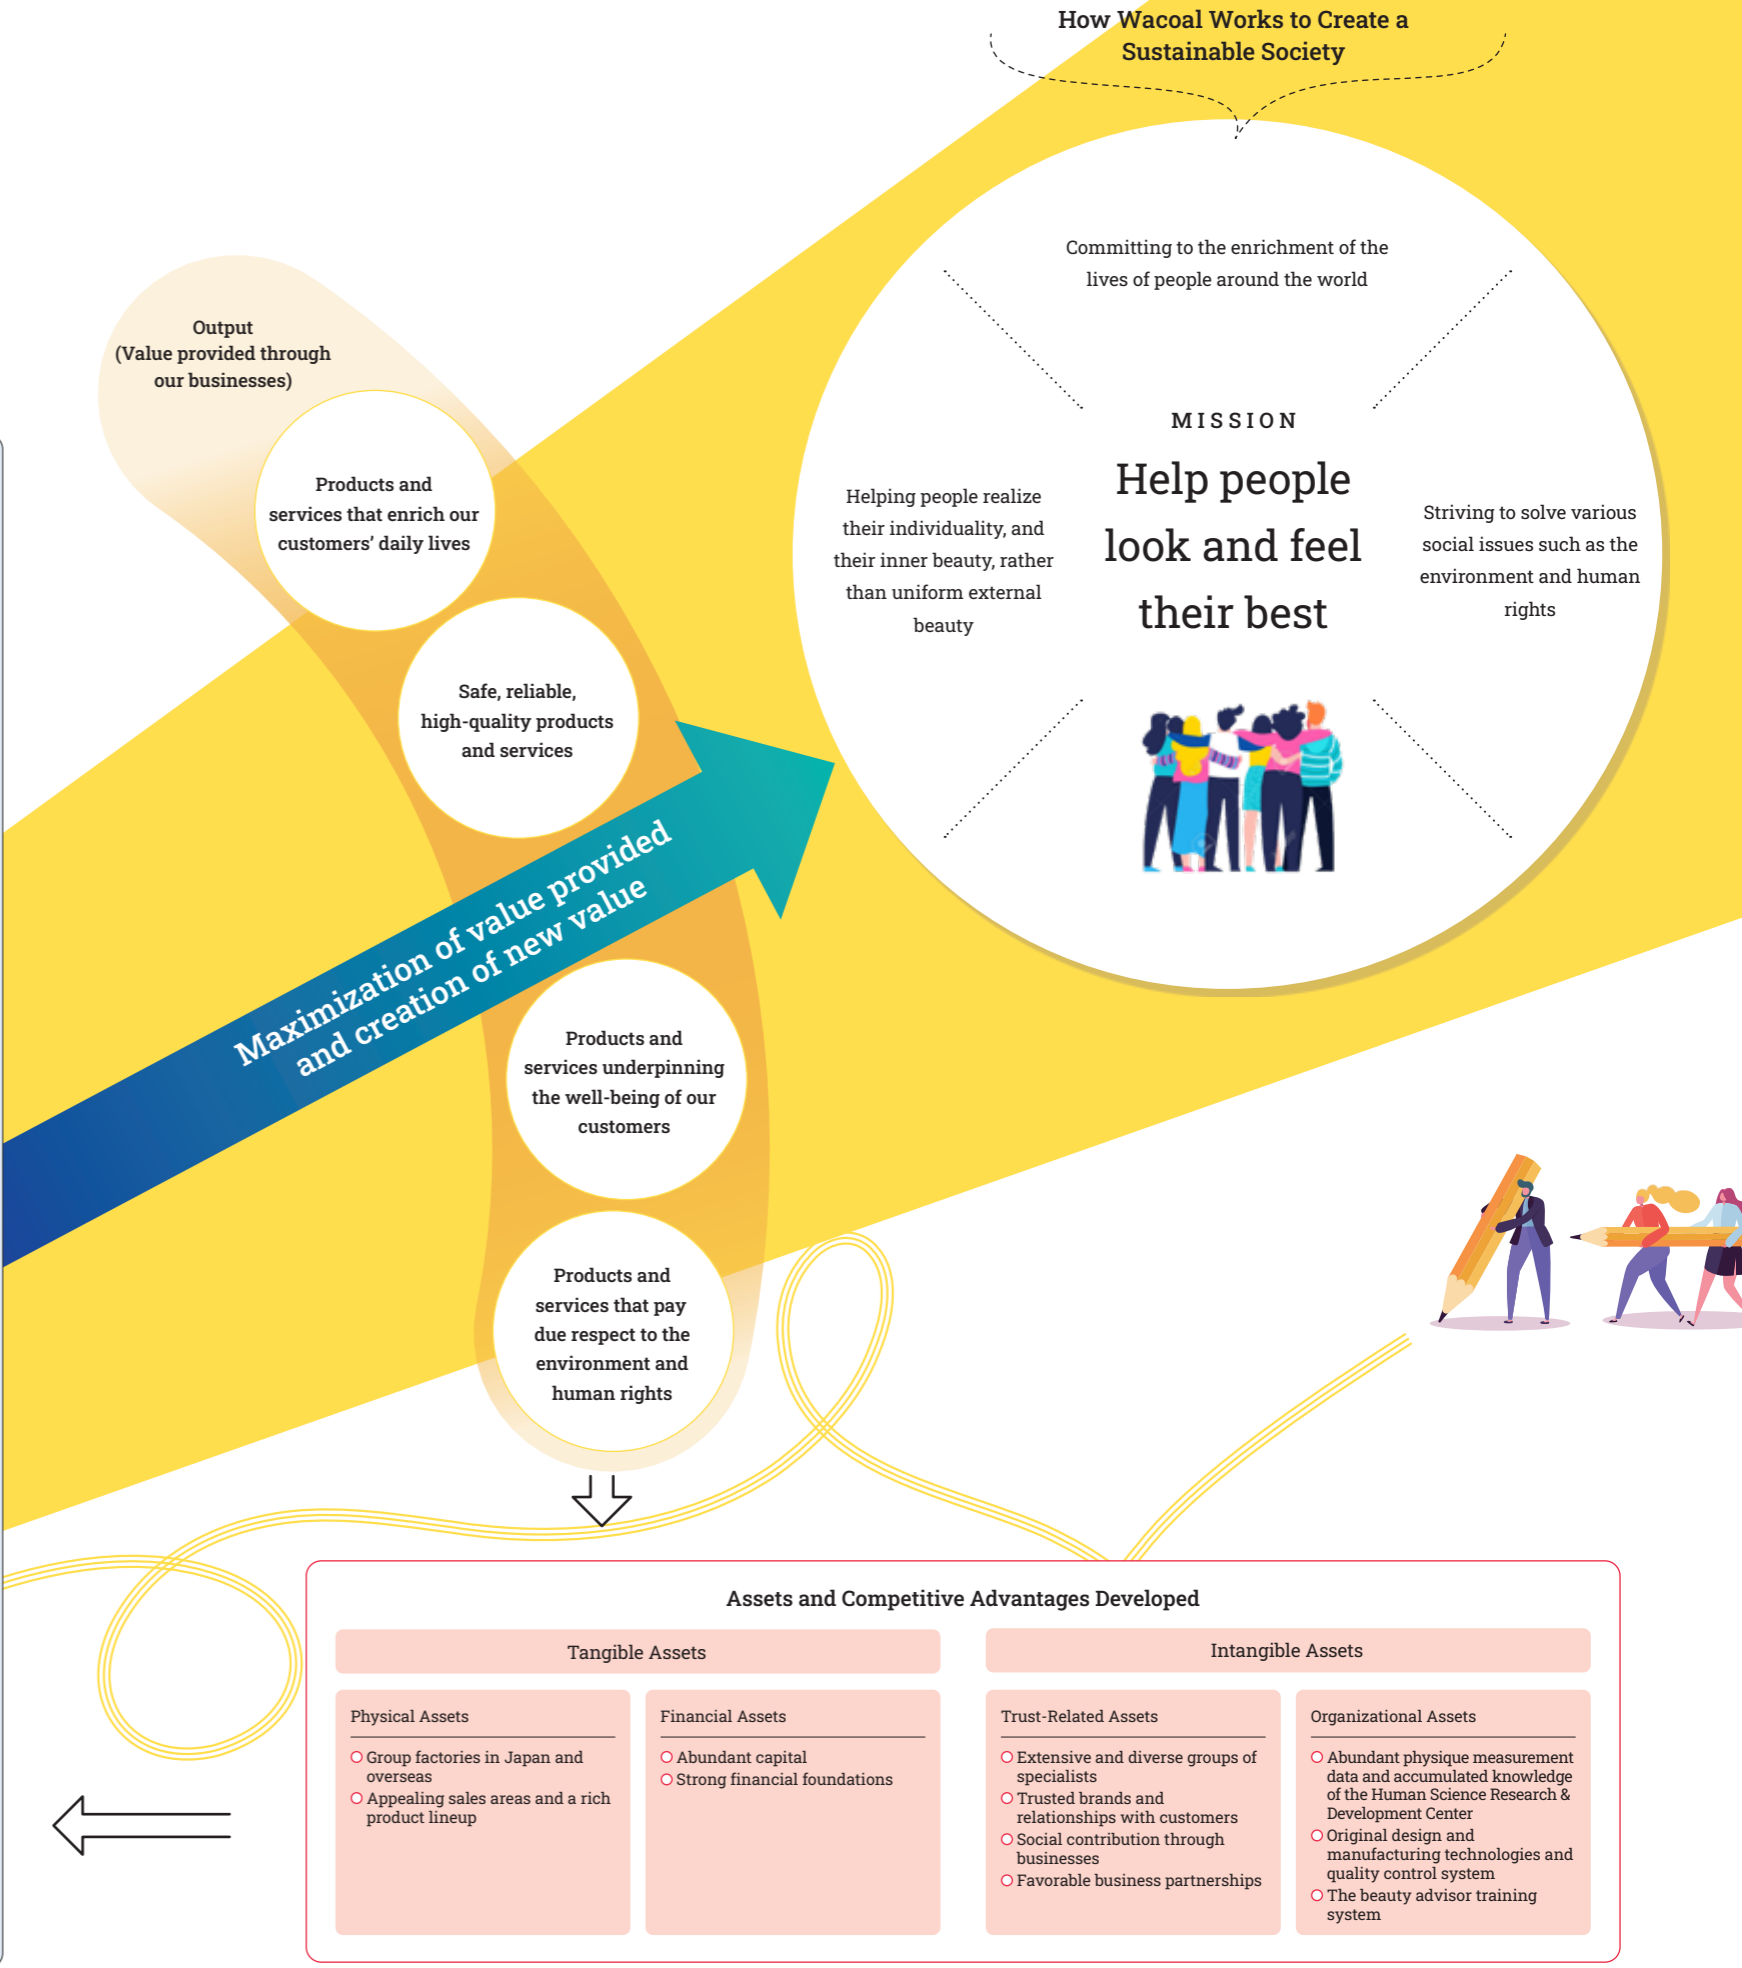 How Wacoal Works to Create a
Sustainable Society
Committing to the enrichment of the
lives of people around the world
Output
(Value provided through
our businesses)
Products and
services that enrich our
customers’ daily lives
Safe, reliable,
high-quality products
and services
MISSION
Help people
look and feel
their best
Helping people realize
their individuality, and
their inner beauty, rather
than uniform external
beauty
Striving to solve various
social issues such as the
environment and human
rights
Maximization of value provided
and creation of new value
Products and
services underpinning
the well-being of our
customers
Products and
services that pay
due respect to the
environment and
human rights
Assets and Competitive Advantages Developed
Tangible Assets
Physical Assets
Group factories in Japan and
overseas
Appealing sales areas and a rich
product lineup
Financial Assets
Abundant capital
Strong financial foundations
Intangible Assets
Trust-Related Assets
Extensive and diverse groups of
specialists
Trusted brands and
relationships with customers
Social contribution through
businesses
Favorable business partnerships
Organizational Assets
Abundant physique measurement
data and accumulated knowledge
of the Human Science Research &
Development Center
Original design and
manufacturing technologies and
quality control system
The beauty advisor training
system